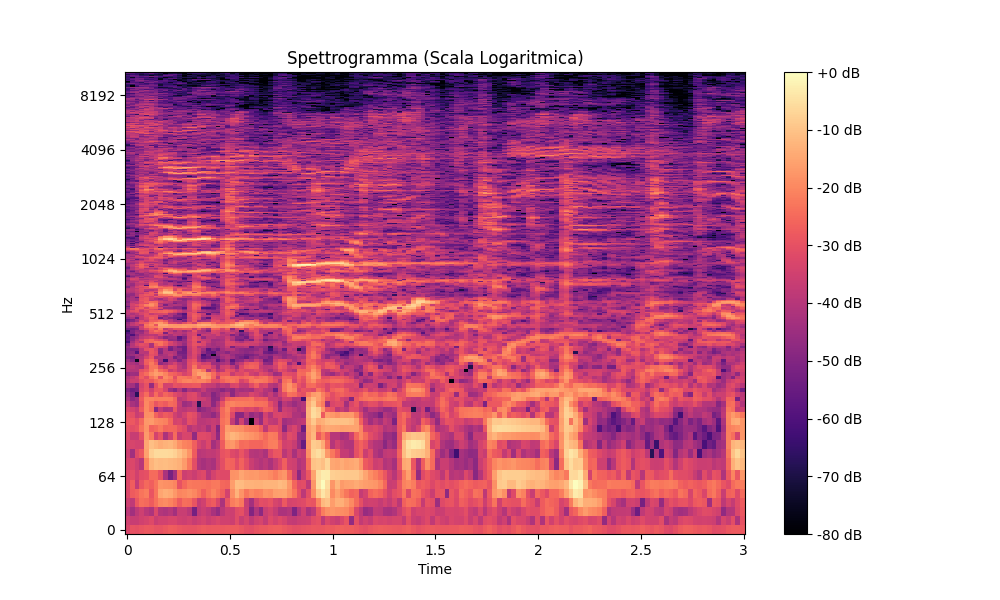 Spettrogramma (Scala Logaritmica)
8192
4096
2048
1024
512
256
128
64
0
Hz
0
0.5
1
1.5
2
2.5
3
Time
+0 dB
-10 dB
-20 dB
-30 dB
-40 dB
-50 dB
-60 dB
-70 dB
-80 dB